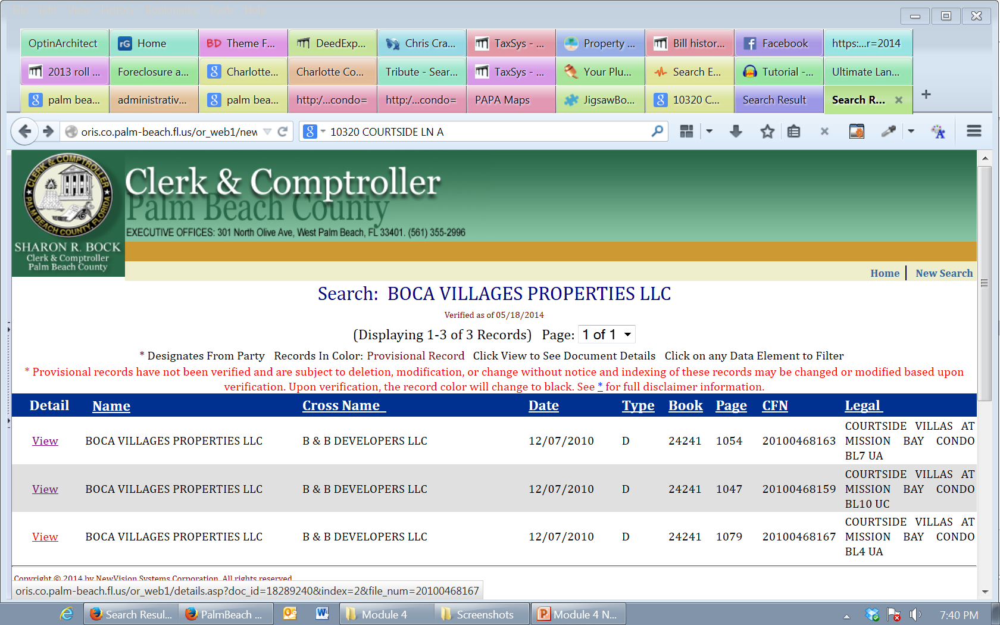 OptinArchitect Home Theme F... DeedExp... Chris Cra... TaxSys - ... Property ... Bill histor... Facebook https:...r=2014
2013 roll ... Foreclosure a... Charlotte... Charlotte Co... Tribute - Sear... TaxSys - ... Your Plu... Search E... Tutorial -... Ultimate Lan...
palm bea... administrativ... palm bea... http:/...condo= http:/...condo= PAPA Maps JigsawBo... 10320 C... Search Result Search R...
oris.co.palm-beach.fl.us/or_web1/new 10320 COURTSIDE LN A
CLERK & COMPTROLLER
PALM BEACH COUNTY, FLORIDA
Clerk & Comptroller
Palm Beach County
EXECUTIVE OFFICES: 301 North Olive Ave, West Palm Beach, FL 33401. (561) 355-2996
SHARON R. BOCK
Clerk & Comptroller
Palm Beach County
Home | New Search
Search: BOCA VILLAGES PROPERTIES LLC
Verified as of 05/18/2014
(Displaying 1-3 of 3 Records) Page: 1 of 1
* Designates From Party Records In Color: Provisional Record Click View to See Document Details Click on any Data Element to Filter
* Provisional records have not been verified and are subject to deletion, modification, or change without notice and indexing of these records may be changed or modified based upon
verification. Upon verification, the record color will change to black. See * for full disclaimer information.
Detail Name Cross Name Date Type Book Page CFN Legal
COURTSIDE VILLAS AT
View BOCA VILLAGES PROPERTIES LLC B & B DEVELOPERS LLC 12/07/2010 D 24241 1054 20100468163 MISSION BAY CONDO
BL7 UA
COURTSIDE VILLAS AT
View BOCA VILLAGES PROPERTIES LLC B & B DEVELOPERS LLC 12/07/2010 D 24241 1047 20100468159 MISSION BAY CONDO
BL10 UC
COURTSIDE VILLAS AT
View BOCA VILLAGES PROPERTIES LLC B & B DEVELOPERS LLC 12/07/2010 D 24241 1079 20100468167 MISSION BAY CONDO
BL4 UA
Copyright © 2014 by NewVision Systems Corporation. All rights reserved
oris.co.palm-beach.fl.us/or_web1/details.asp?doc_id=18289240&index=2&file_num=20100468167
Search Resul... PalmBeach ... Module 4 Screenshots Module 4 N... 7:40 PM